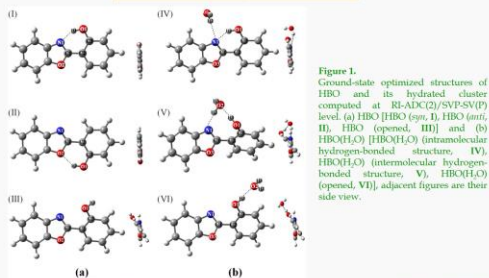 (I)
(IV)
(II)
(V)
(III)
(VI)
(a)
(b)
Figure 1.
Ground-state optimized structures of
HBO and its hydrated cluster
computed at RI-ADC(2)/SVP-SV(P)
level. (a) HBO [HBO (syn, I), HBO (anti,
II), HBO (opened, III)] and (b)
HBO(H₂O) [HBO(H₂O) (intramolecular
hydrogen-bonded structure, IV),
HBO(H₂O) (intermolecular hydrogen-
bonded structure, V), HBO(H₂O)
(opened, VI)], adjacent figures are their
side view.